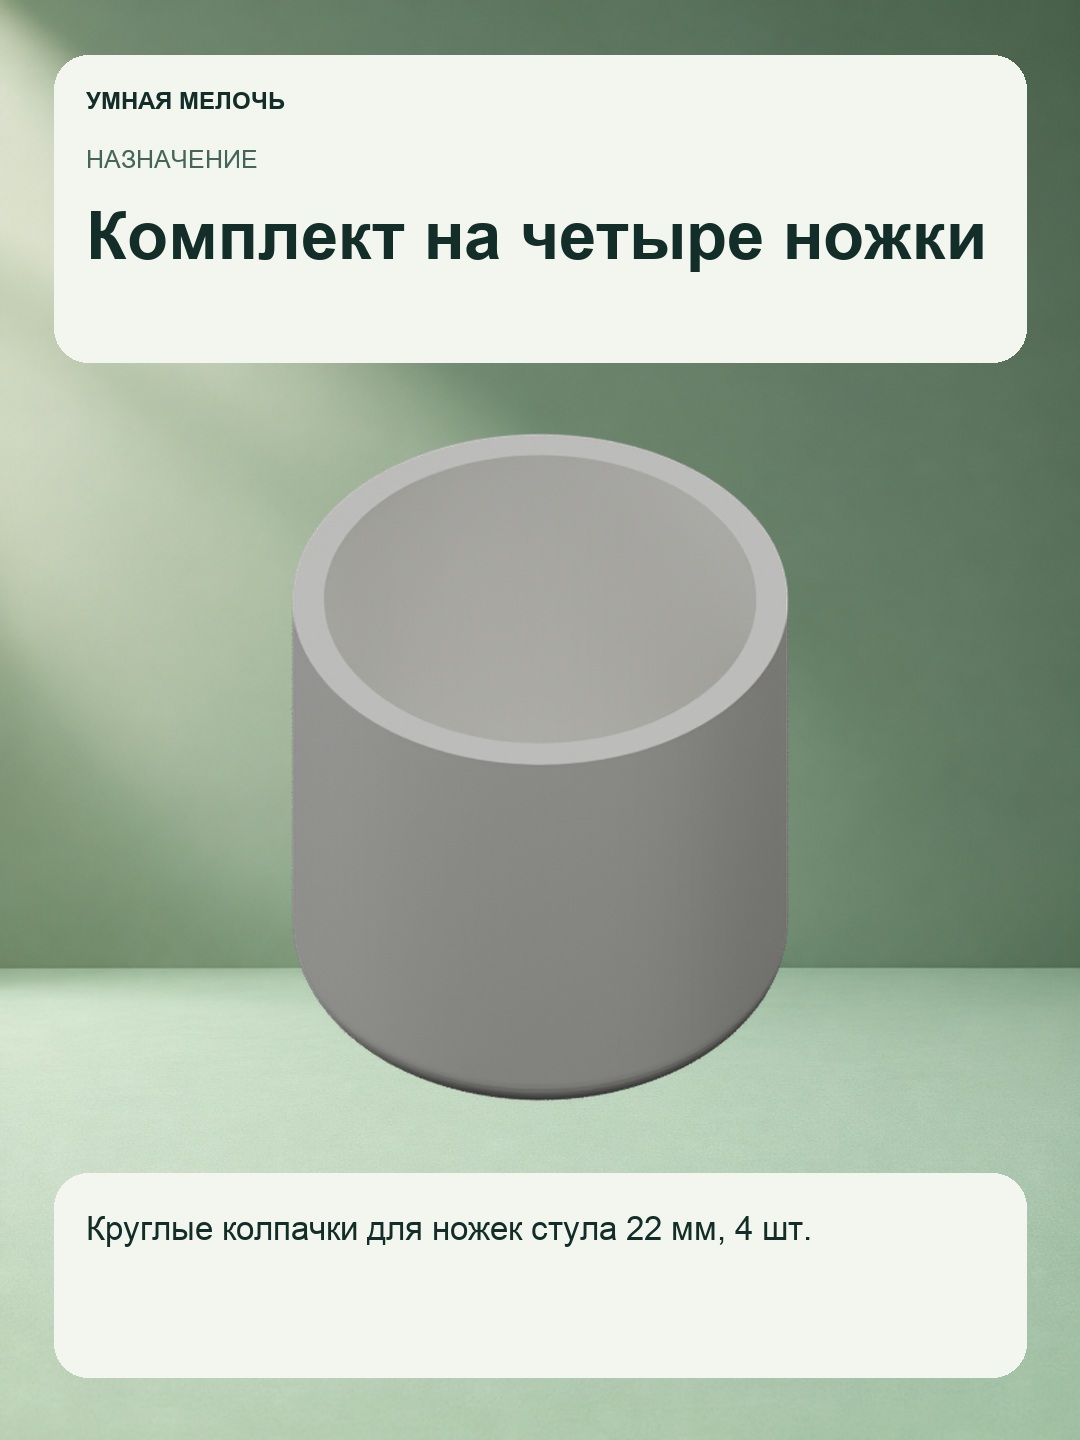 УМНАЯ МЕЛОЧЬ
НАЗНАЧЕНИЕ
Комплект на четыре ножки
Круглые колпачки для ножек стула 22 мм, 4 шт.